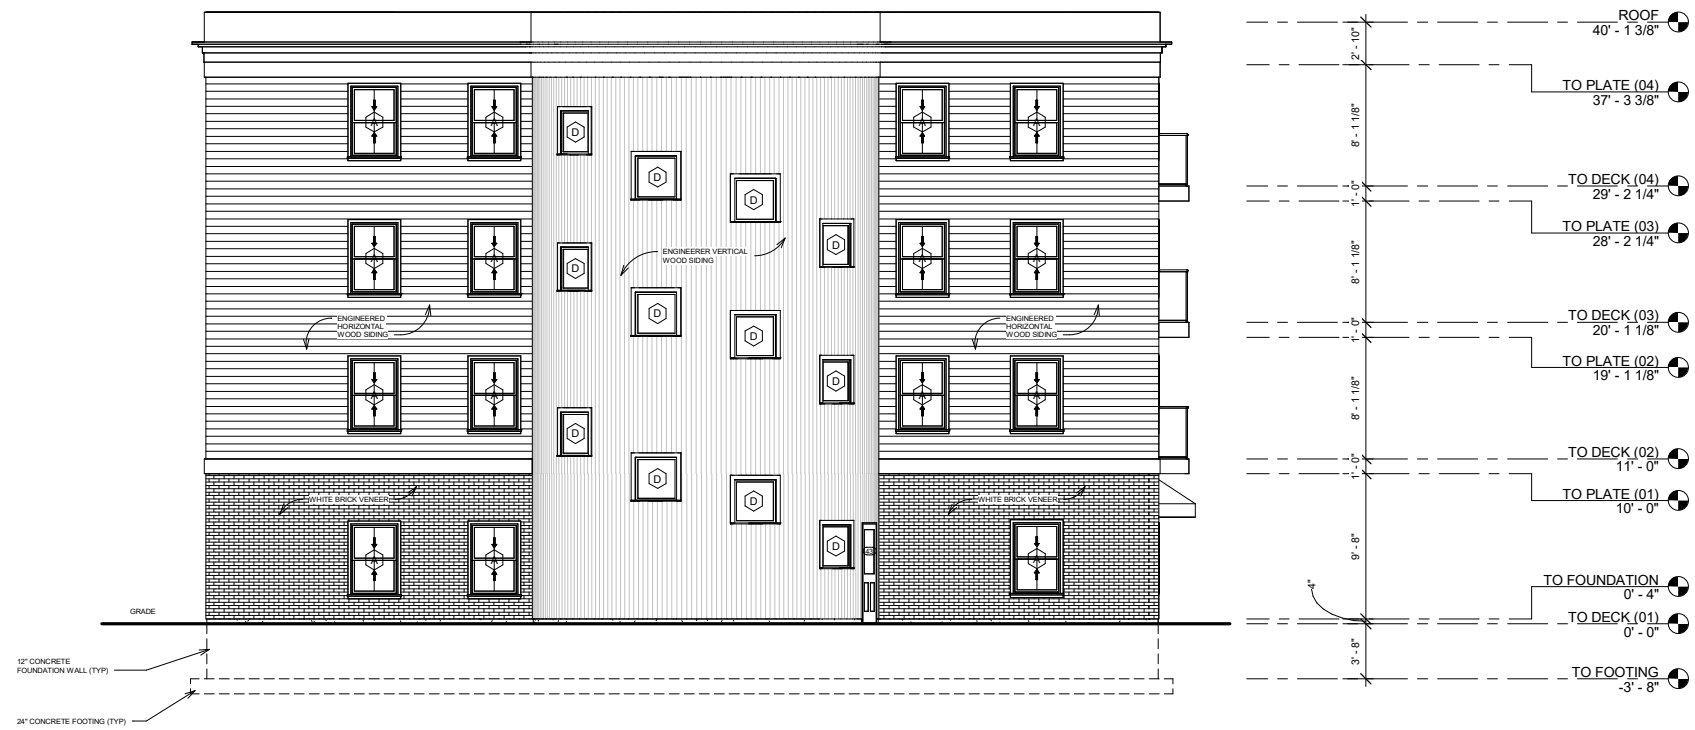 ROOF
40' - 1 3/8"
2' - 10"
TO PLATE (04)
37' - 3 3/8"
8' - 1 1/8"
TO DECK (04)
29' - 2 1/4"
1' - 0"
TO PLATE (03)
28' - 2 1/4"
8' - 1 1/8"
TO DECK (03)
20' - 1 1/8"
1' - 0"
TO PLATE (02)
19' - 1 1/8"
8' - 1 1/8"
TO DECK (02)
11' - 0"
1' - 0"
TO PLATE (01)
10' - 0"
9' - 8"
TO FOUNDATION
0' - 4"
4"
TO DECK (01)
0' - 0"
3' - 8"
TO FOOTING
-3' - 8"
A
A
A
A
D
D
D
D
ENGINEERER VERTICAL
WOOD SIDING
A
A
A
A
D
D
D
D
ENGINEERED
HORIZONTAL
WOOD SIDING
ENGINEERED
HORIZONTAL
WOOD SIDING
A
A
A
A
D
D
D
D
WHITE BRICK VENEER
WHITE BRICK VENEER
A
A
A
GRADE
12" CONCRETE
FOUNDATION WALL (TYP)
24" CONCRETE FOOTING (TYP)